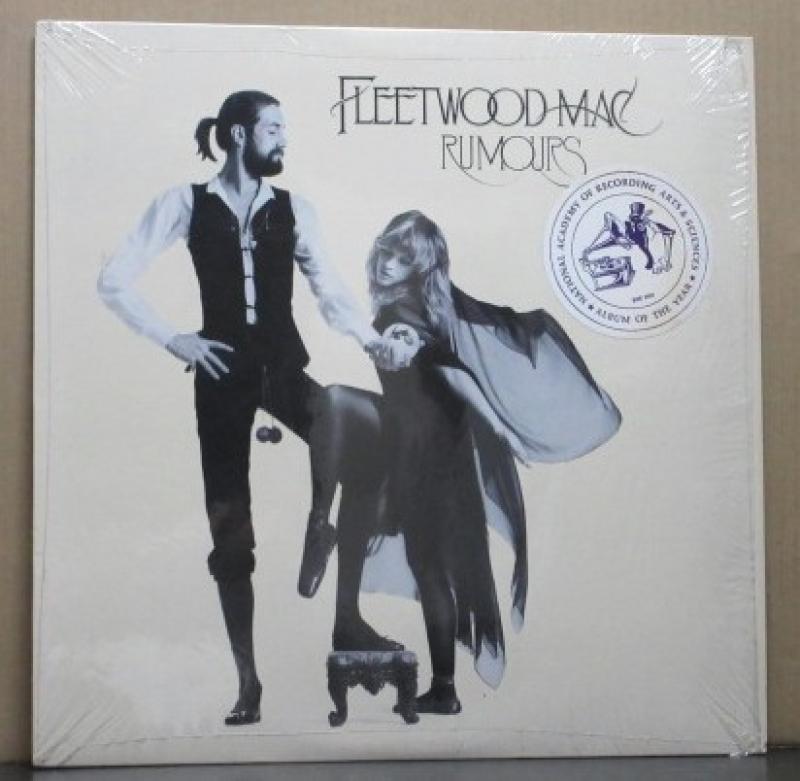 FLEETWOOD MAC
RUMOURS
NATIONAL ACADEMY OF RECORDING ARTS & SCIENCES
★ ALBUM OF THE YEAR ★